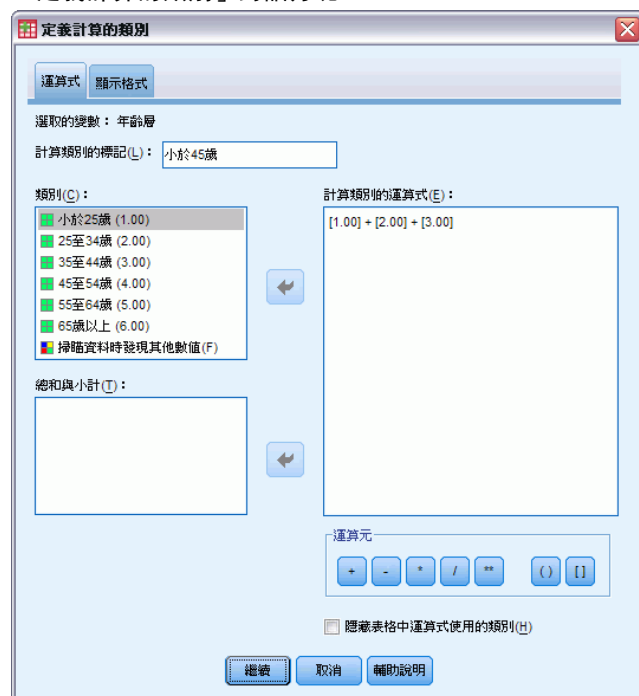 定義計算的類別
運算式 顯示格式
選取的變數： 年齡層
計算類別的標記(L)： 小於45歲
類別(C)：
小於25歲 (1.00)
25至34歲 (2.00)
35至44歲 (3.00)
45至54歲 (4.00)
55至64歲 (5.00)
65歲以上 (6.00)
掃瞄資料時發現其他數值(F)
總和與小計(T)：
計算類別的運算式(E)：
[1.00] + [2.00] + [3.00]
運算元
+ - * / ** ( ) [ ]
隱藏表格中運算式使用的類別(H)
繼續 取消 輔助說明